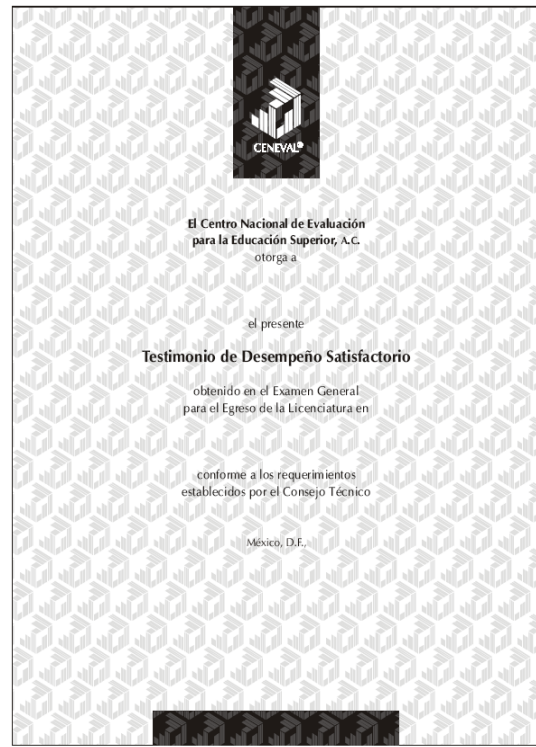 CENEVAL®
El Centro Nacional de Evaluación
para la Educación Superior, A.C.
otorga a
el presente
Testimonio de Desempeño Satisfactorio
obtenido en el Examen General
para el Egreso de la Licenciatura en
conforme a los requerimientos
establecidos por el Consejo Técnico
México, D.F.,